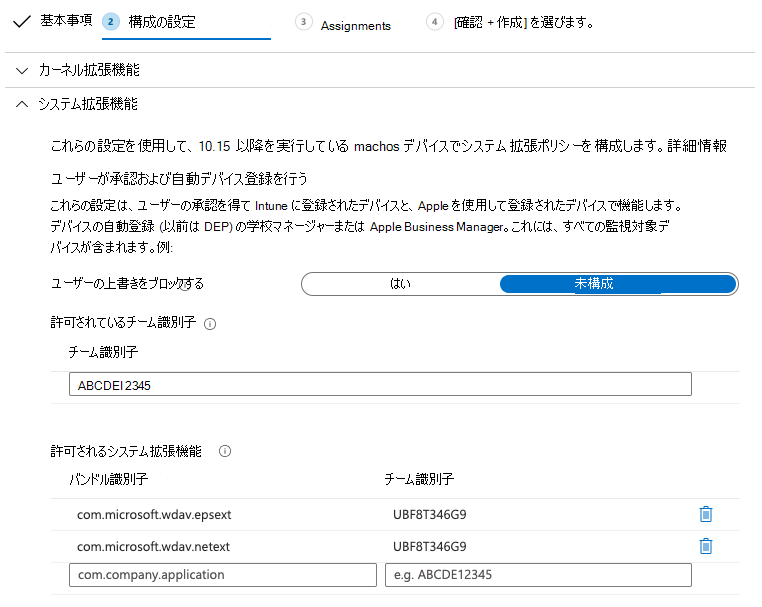 基本事項 2 構成の設定 3 Assignments 4 [確認 + 作成] を選びます。
カーネル拡張機能
システム拡張機能
これらの設定を使用して、10.15 以降を実行している machos デバイスでシステム拡張ポリシーを構成します。詳細情報
ユーザーが承認および自動デバイス登録を行う
これらの設定は、ユーザーの承認を得て Intune に登録されたデバイスと、Apple を使用して登録されたデバイスで機能します。
デバイスの自動登録 (以前は DEP) の学校マネージャーまたは Apple Business Manager。これには、すべての監視対象デ
バイスが含まれます。例:
ユーザーの上書きをブロックする はい 未構成
許可されているチーム識別子
チーム識別子
ABCDEI2345
許可されるシステム拡張機能
バンドル識別子 チーム識別子
com.microsoft.wdav.epsext UBF8T346G9
com.microsoft.wdav.netext UBF8T346G9
com.company.application e.g. ABCDE12345